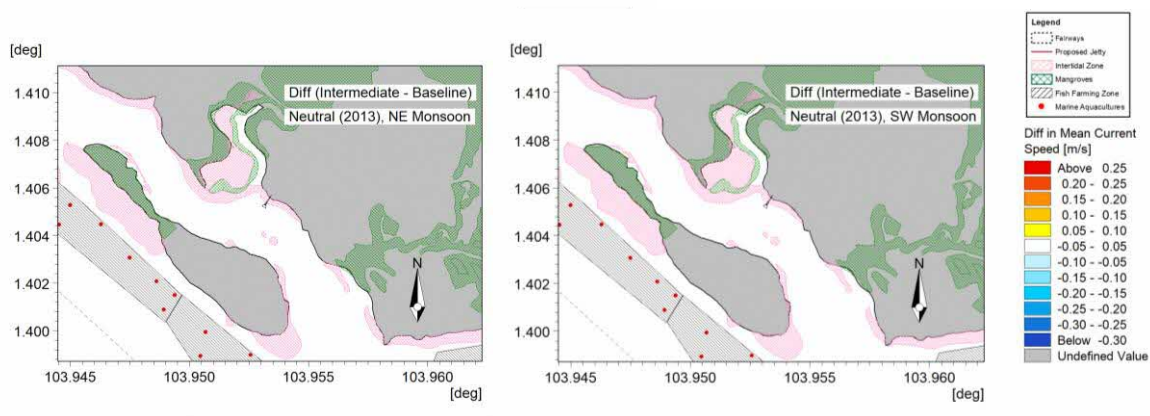 [deg]
Diff (Intermediate - Baseline)
Neutral (2013), NE Monsoon
1.410
1.408
1.406
1.404
1.402
1.400
N
103.945
103.950
103.955
103.960
[deg]
[deg]
Diff (Intermediate - Baseline)
Neutral (2013), SW Monsoon
1.410
1.408
1.406
1.404
1.402
1.400
N
103.945
103.950
103.955
103.960
[deg]
Legend
Fairways
Proposed Jetty
Intertidal Zone
Mangroves
Fish Farming Zone
Marine Aquacultures
Diff in Mean Current
Speed [m/s]
Above 0.25
0.20 - 0.25
0.15 - 0.20
0.10 - 0.15
0.05 - 0.10
-0.05 - 0.05
-0.10 - -0.05
-0.15 - -0.10
-0.20 - -0.15
-0.25 - -0.20
-0.30 - -0.25
Below -0.30
Undefined Value